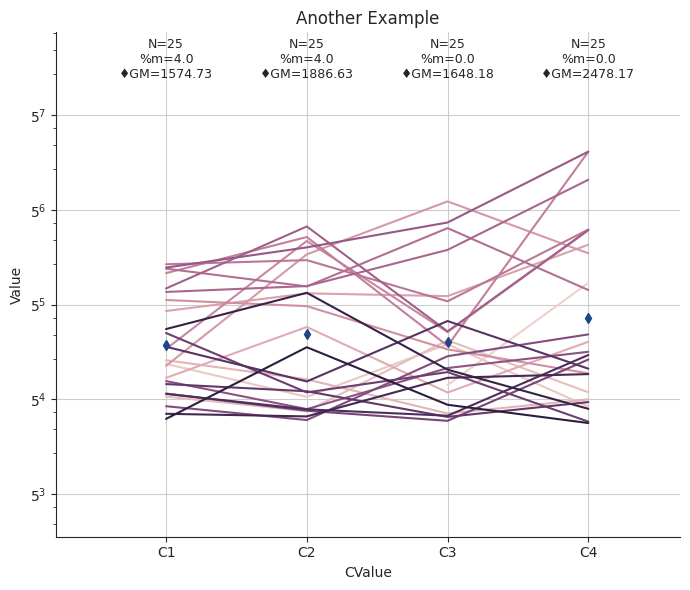 Another Example
N=25 N=25 N=25 N=25
%m=4.0 %m=4.0 %m=0.0 %m=0.0
♦GM=1574.73 ♦GM=1886.63 ♦GM=1648.18 ♦GM=2478.17
5⁷
5⁶
5⁵
5⁴
5³
Value
C1 C2 C3 C4
CValue